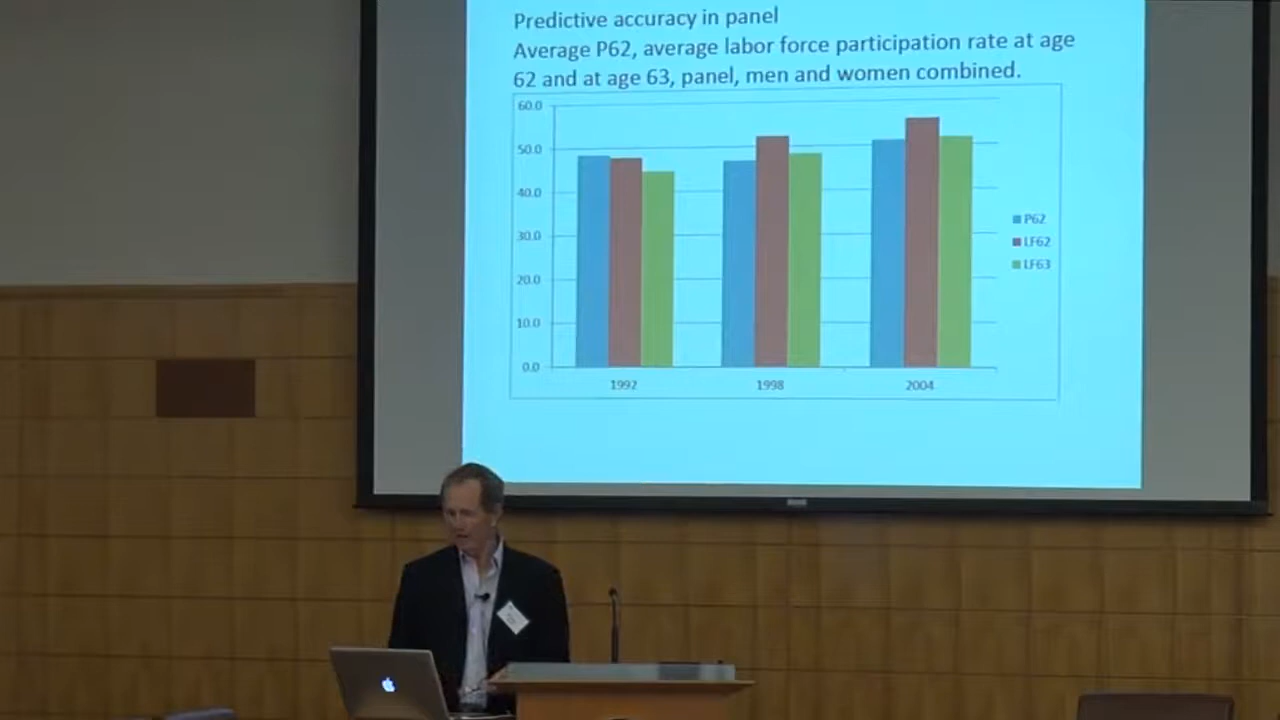 Predictive accuracy in panel
Average P62, average labor force participation rate at age
62 and at age 63, panel, men and women combined.
60.0
50.0
40.0
30.0
20.0
10.0
0.0
1992
1998
2004
P62
LF62
LF63